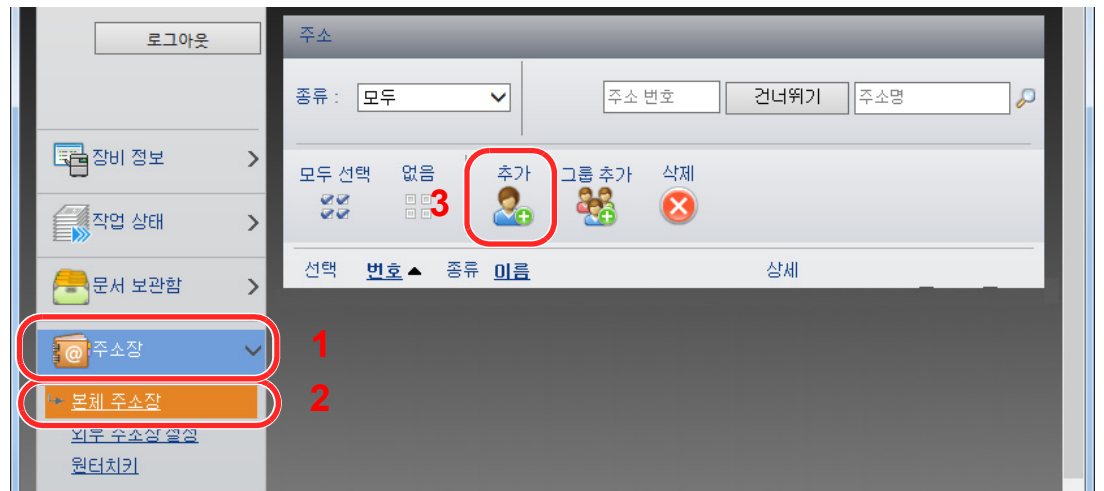 로그아웃
장비 정보
작업 상태
문서 보관함
주소장
1
본체 주소장
2
외부 주소장 설정
원터치키
주소
종류 : 모두 주소 번호 건너뛰기 주소명
모두 선택 없음 추가 그룹 추가 삭제
3
선택 번호▲ 종류 이름 상세